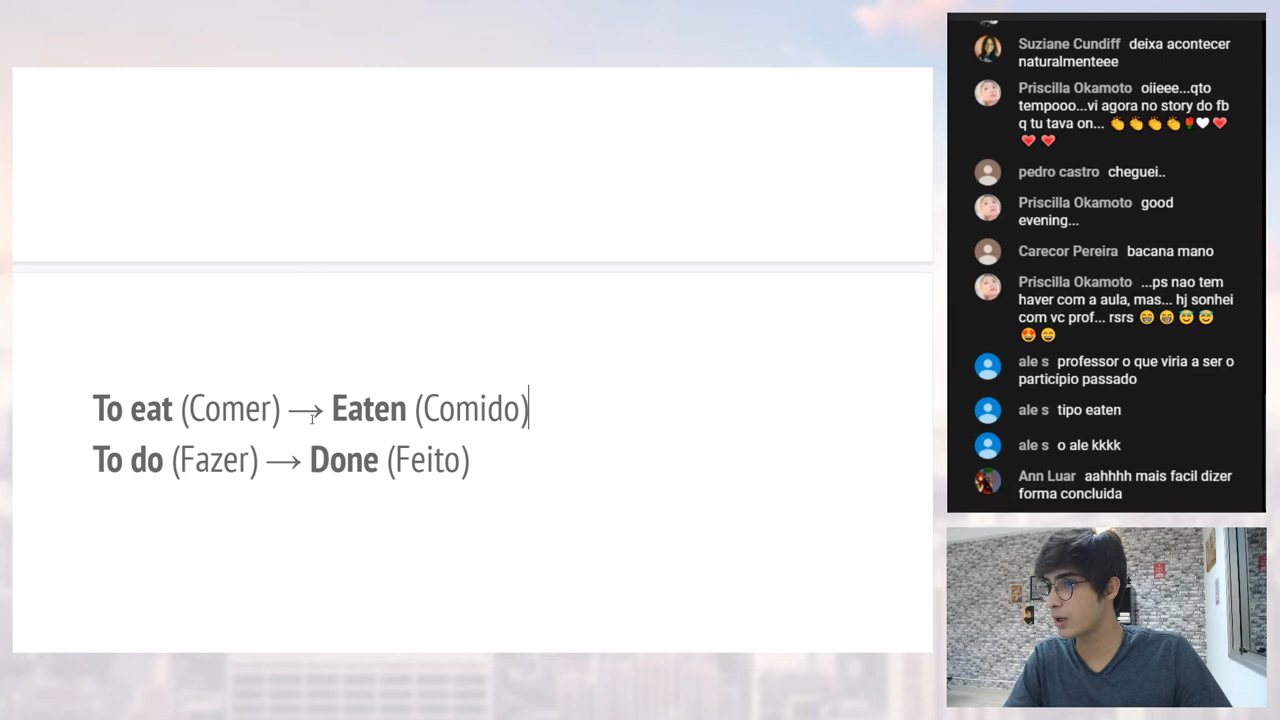 To eat (Comer) → Eaten (Comido)
To do (Fazer) → Done (Feito)
Suziane Cundiff deixa acontecer
naturalmenteee
Priscilla Okamoto oiieee...qto
tempooo...vi agora no story do fb
q tu tava on... 👏 👏 👏 👏 🌹🤍❤️
❤️ ❤️
pedro castro cheguei..
Priscilla Okamoto good
evening...
Carecor Pereira bacana mano
Priscilla Okamoto ...ps nao tem
haver com a aula, mas... hj sonhei
com vc prof... rsrs 😁 😁 😇 😇
😍 😄
ale s professor o que viria a ser o
particípio passado
ale s tipo eaten
ale s o ale kkkk
Ann Luar aahhhh mais facil dizer
forma concluida